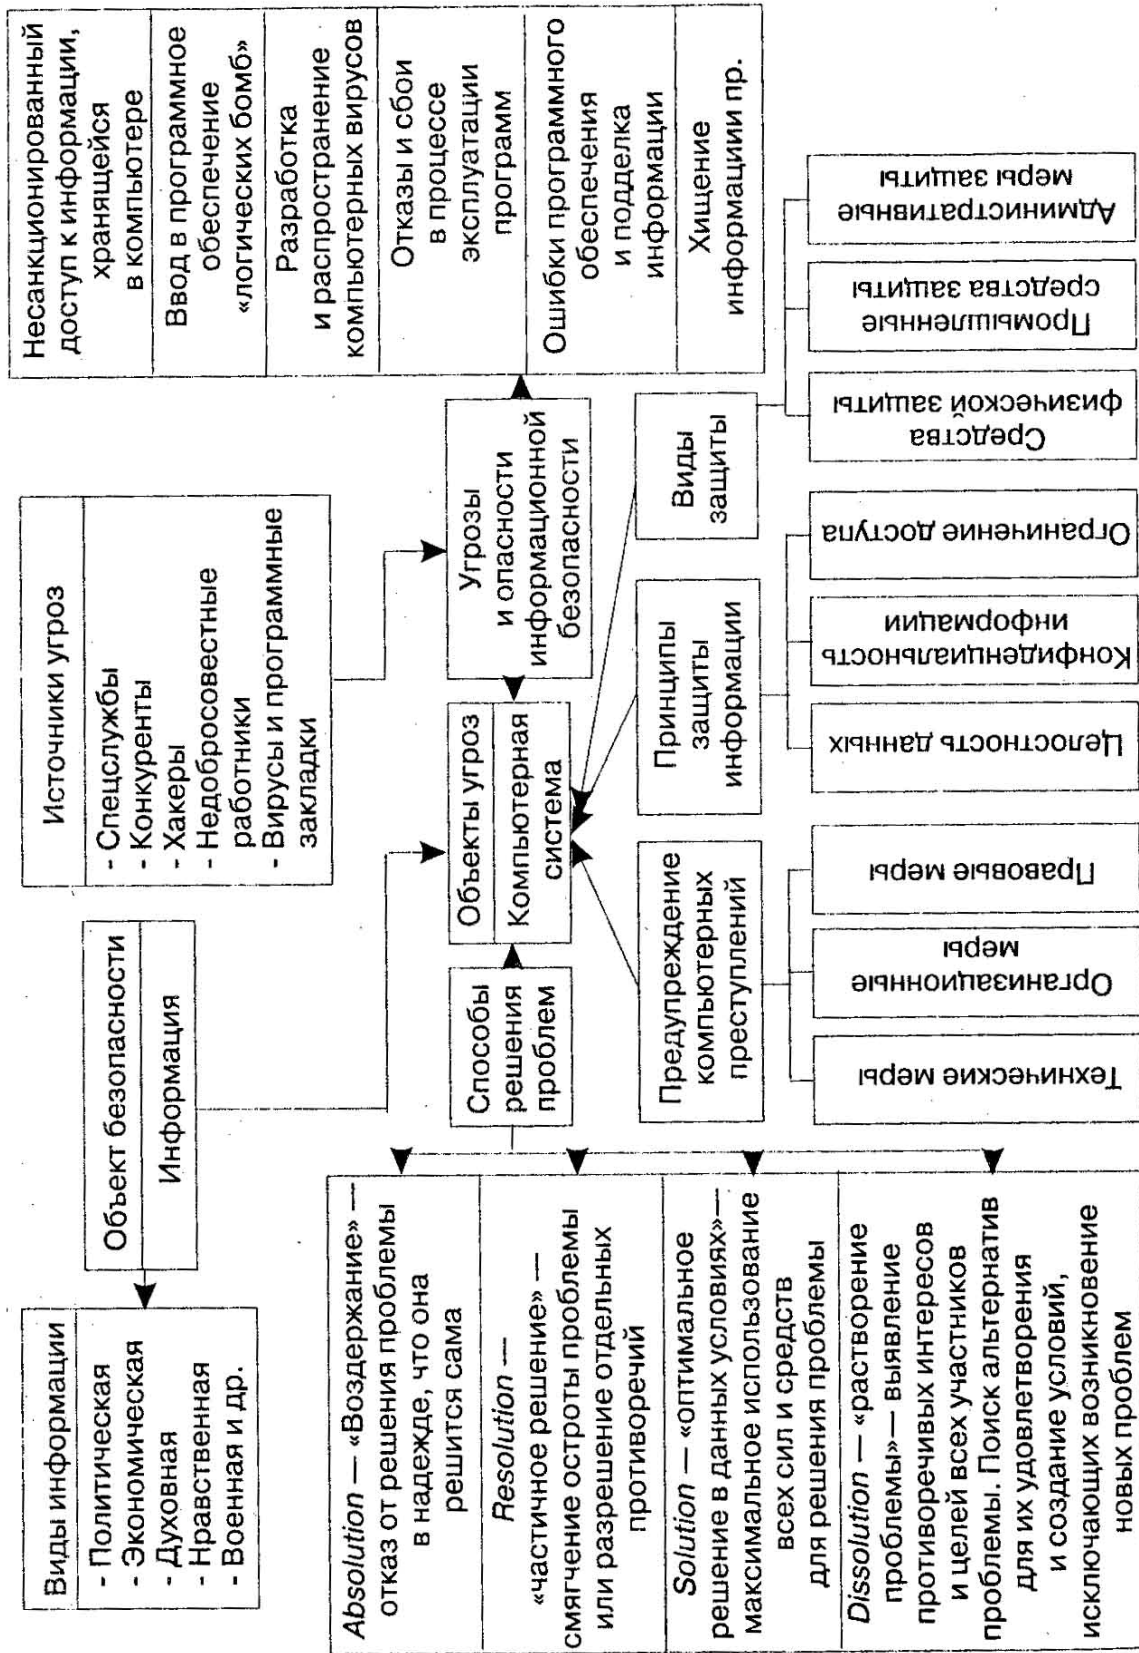 Виды информации
- Политическая
- Экономическая
- Духовная
- Нравственная
- Военная и др.
Объект безопасности
Информация
Источники угроз
- Спецслужбы
- Конкуренты
- Хакеры
- Недобросовестные
работники
- Вирусы и программные
закладки
Несанкционированный
доступ к информации,
хранящейся
в компьютере
Ввод в программное
обеспечение
«логических бомб»
Разработка
и распространение
компьютерных вирусов
Отказы и сбои
в процессе
эксплуатации
программ
Ошибки программного
обеспечения
и подделка
информации
Хищение
информациии пр.
Absolution — «Воздержание» —
отказ от решения проблемы
в надежде, что она
решится сама
Resolution —
«частичное решение» —
смягчение остроты проблемы
или разрешение отдельных
противоречий
Solution — «оптимальное
решение в данных условиях»—
максимальное использование
всех сил и средств
для решения проблемы
Dissolution — «растворение
проблемы»— выявление
противоречивых интересов
и целей всех участников
проблемы. Поиск альтернатив
для их удовлетворения
и создание условий,
исключающих возникновение
новых проблем
Способы
решения
проблем
Объекты угроз
Компьютерная
система
Угрозы
и опасности
информационной
безопасности
Предупреждение
компьютерных
преступлений
Принципы
защиты
информации
Виды
защиты
Технические меры
Организационные
меры
Правовые меры
Целостность данных
Конфиденциальность
информации
Ограничение доступа
Средства
физической защиты
Промышленные
средства защиты
Административные
меры защиты